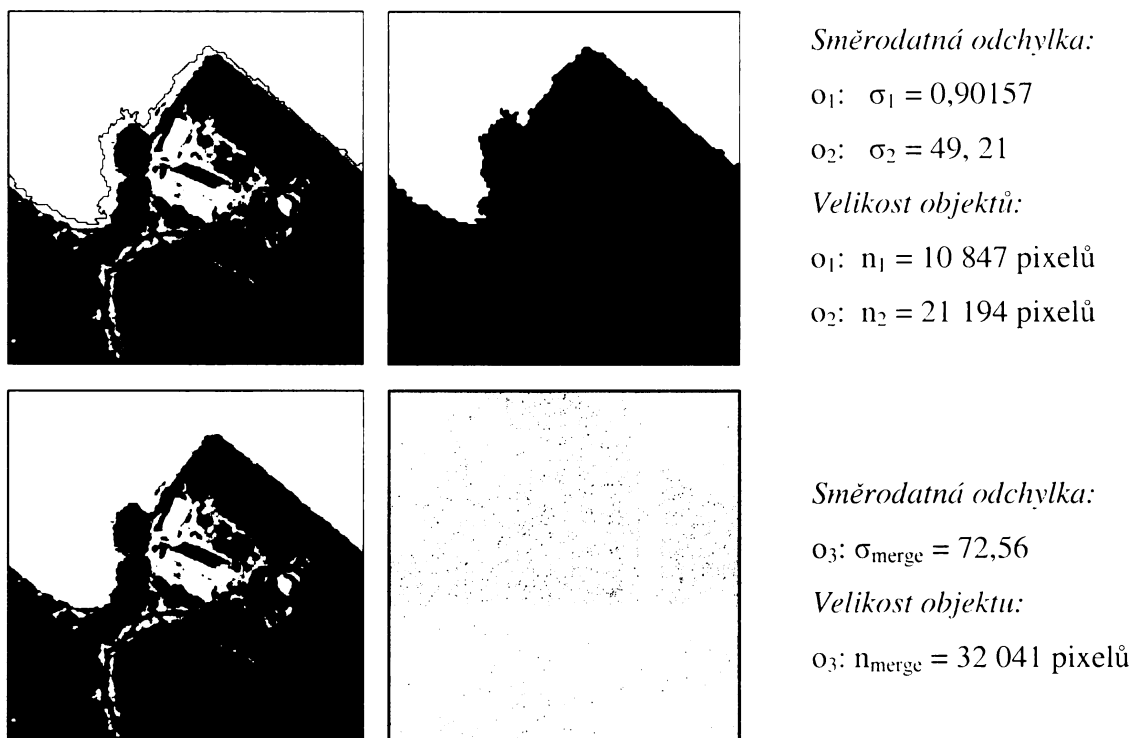 Směrodatná odchylka:
o₁: σ₁ = 0,90157
o₂: σ₂ = 49, 21
Velikost objektů:
o₁: n₁ = 10 847 pixelů
o₂: n₂ = 21 194 pixelů
Směrodatná odchylka:
o₃: σmerge = 72,56
Velikost objektu:
o₃: nmerge = 32 041 pixelů